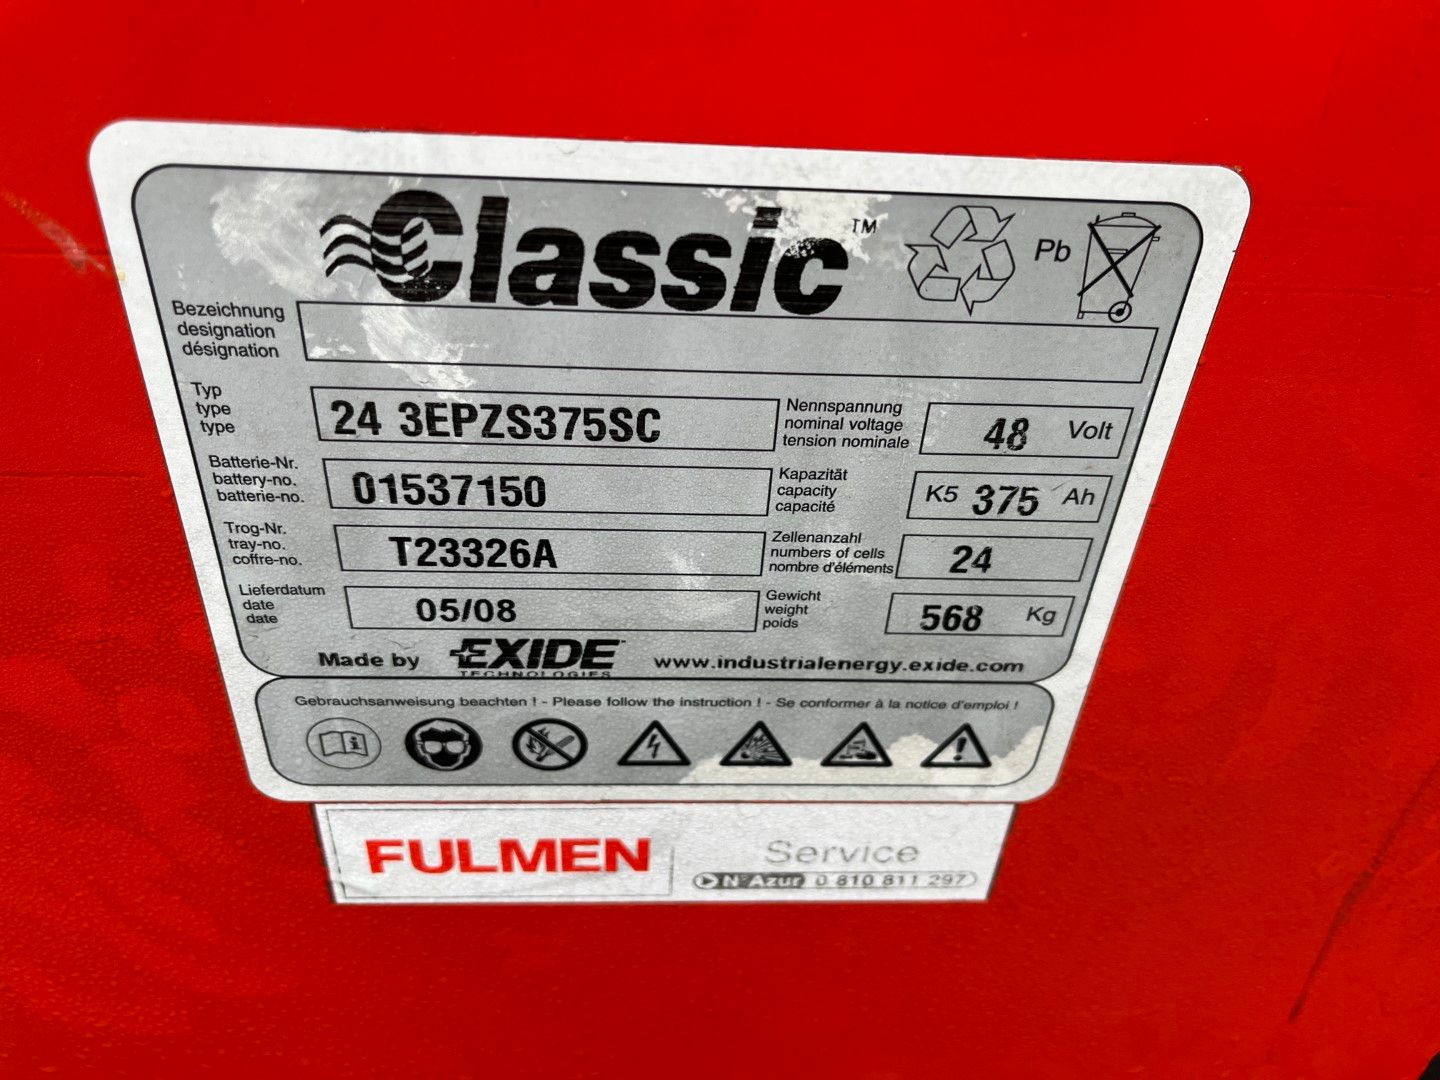 Classic™
Pb
Bezeichnung
designation
désignation
Typ
type
type
24 3EPZS375SC
Nennspannung
nominal voltage
tension nominale
48 Volt
Batterie-Nr.
battery-no.
batterie-no.
01537150
Kapazität
capacity
capacité
K5 375 Ah
Trog-Nr.
tray-no.
coffre-no.
T23326A
Zellenanzahl
numbers of cells
nombre d'éléments
24
Lieferdatum
date
date
05/08
Gewicht
weight
poids
568 Kg
Made by EXIDE www.industrialenergy.exide.com
TECHNOLOGIES
Gebrauchsanweisung beachten ! - Please follow the instruction ! - Se conformer à la notice d'emploi !
FULMEN
Service
N°Azur 0 810 811 297